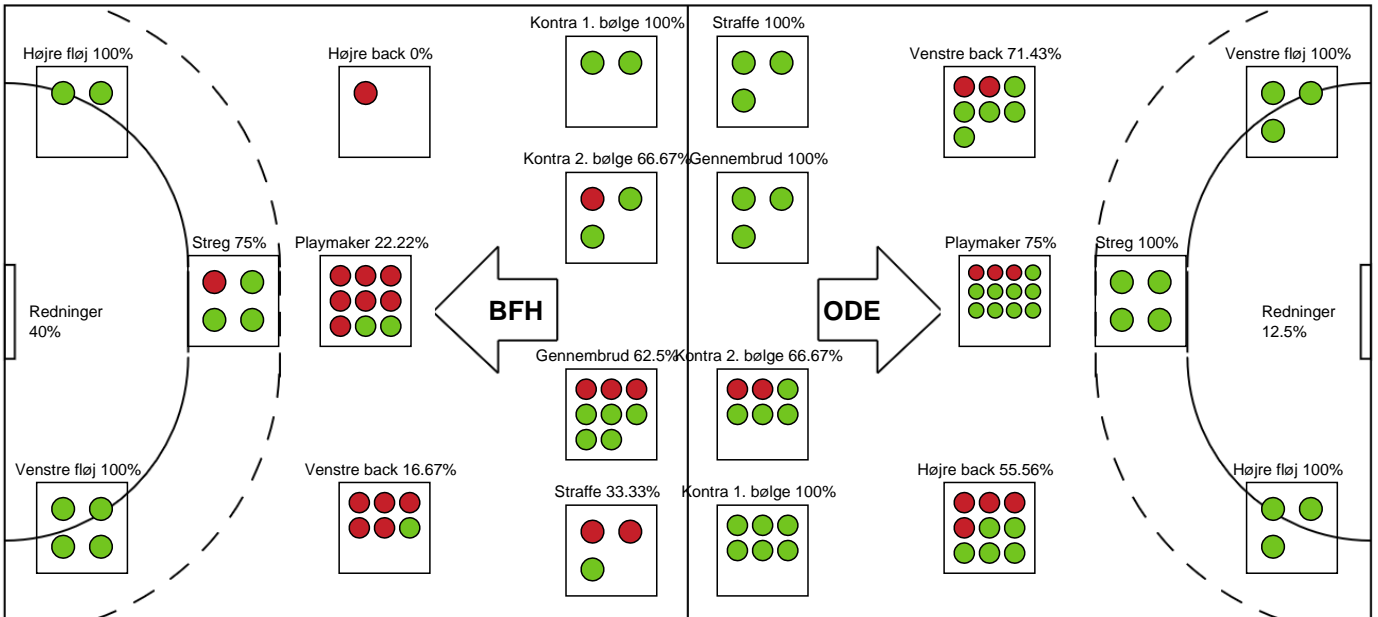 Kontra 1. bølge 100%
Straffe 100%
Højre fløj 100%
Højre back 0%
Venstre back 71.43%
Venstre fløj 100%
Kontra 2. bølge 66.67%
Gennembrud 100%
Streg 75%
Playmaker 22.22%
Playmaker 75%
Streg 100%
BFH
ODE
Redninger
40%
Redninger
12.5%
Gennembrud 62.5%
Kontra 2. bølge 66.67%
Venstre fløj 100%
Venstre back 16.67%
Højre back 55.56%
Højre fløj 100%
Straffe 33.33%
Kontra 1. bølge 100%